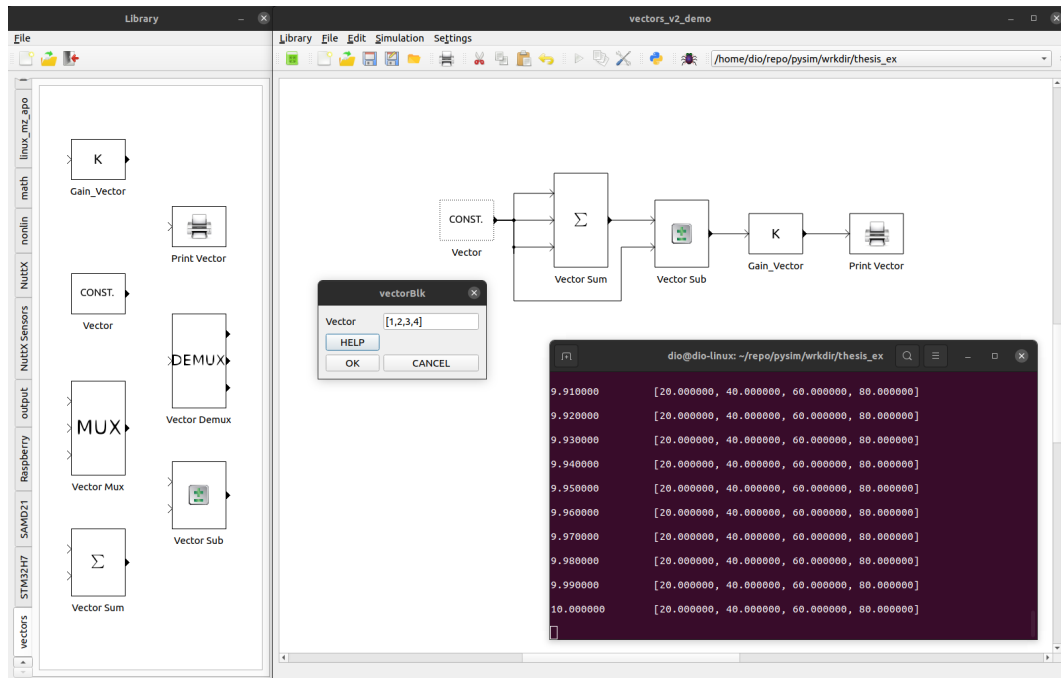 Library
File
linux_mz_apo
math
nonlin
NuttX
NuttX Sensors
output
Raspberry
SAMD21
STM32H7
vectors
K
Gain_Vector
Print Vector
CONST.
Vector
DEMUX
Vector Demux
MUX
Vector Mux
Vector Sub
Σ
Vector Sum
vectors_v2_demo
Library File Edit Simulation Settings
/home/dio/repo/pysim/wrkdir/thesis_ex
CONST.
Vector
Σ
Vector Sum
Vector Sub
K
Gain_Vector
Print Vector
vectorBlk
Vector [1,2,3,4]
HELP
OK CANCEL
dio@dio-linux: ~/repo/pysim/wrkdir/thesis_ex
9.910000 [20.000000, 40.000000, 60.000000, 80.000000]
9.920000 [20.000000, 40.000000, 60.000000, 80.000000]
9.930000 [20.000000, 40.000000, 60.000000, 80.000000]
9.940000 [20.000000, 40.000000, 60.000000, 80.000000]
9.950000 [20.000000, 40.000000, 60.000000, 80.000000]
9.960000 [20.000000, 40.000000, 60.000000, 80.000000]
9.970000 [20.000000, 40.000000, 60.000000, 80.000000]
9.980000 [20.000000, 40.000000, 60.000000, 80.000000]
9.990000 [20.000000, 40.000000, 60.000000, 80.000000]
10.000000 [20.000000, 40.000000, 60.000000, 80.000000]